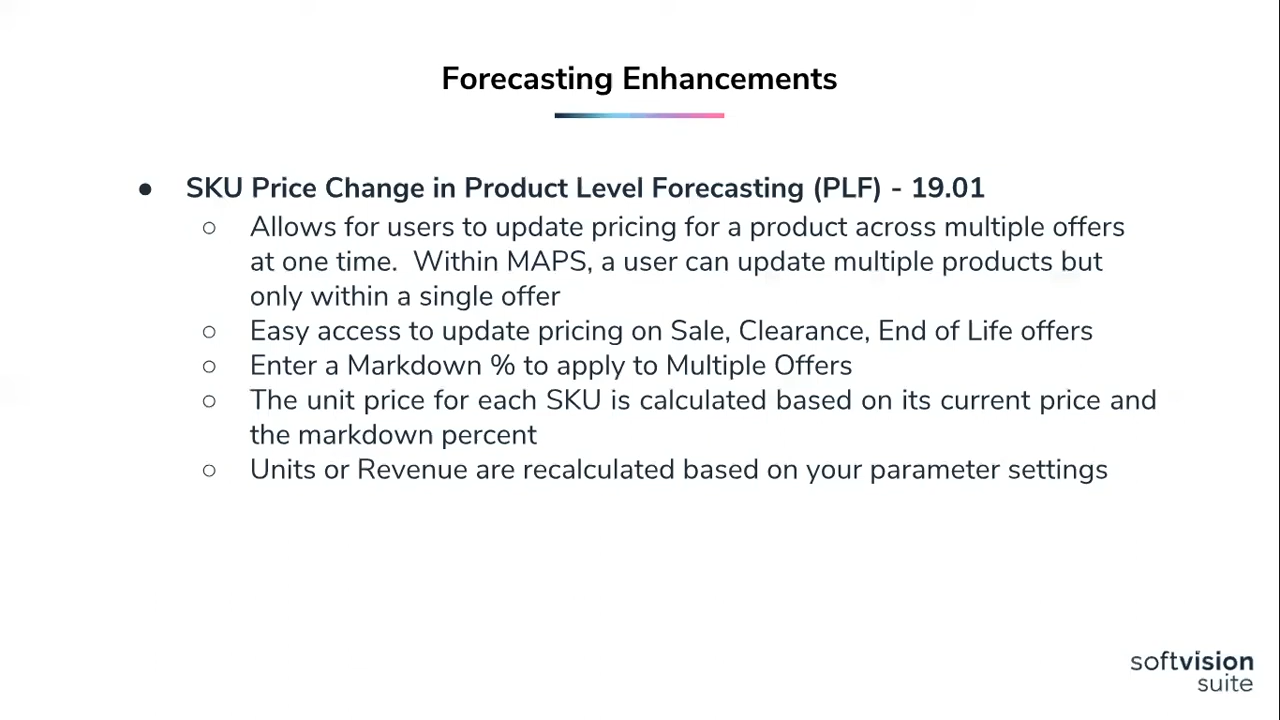 Forecasting Enhancements
● SKU Price Change in Product Level Forecasting (PLF) - 19.01
○ Allows for users to update pricing for a product across multiple offers
at one time.  Within MAPS, a user can update multiple products but
only within a single offer
○ Easy access to update pricing on Sale, Clearance, End of Life offers
○ Enter a Markdown % to apply to Multiple Offers
○ The unit price for each SKU is calculated based on its current price and
the markdown percent
○ Units or Revenue are recalculated based on your parameter settings
softvision
suite